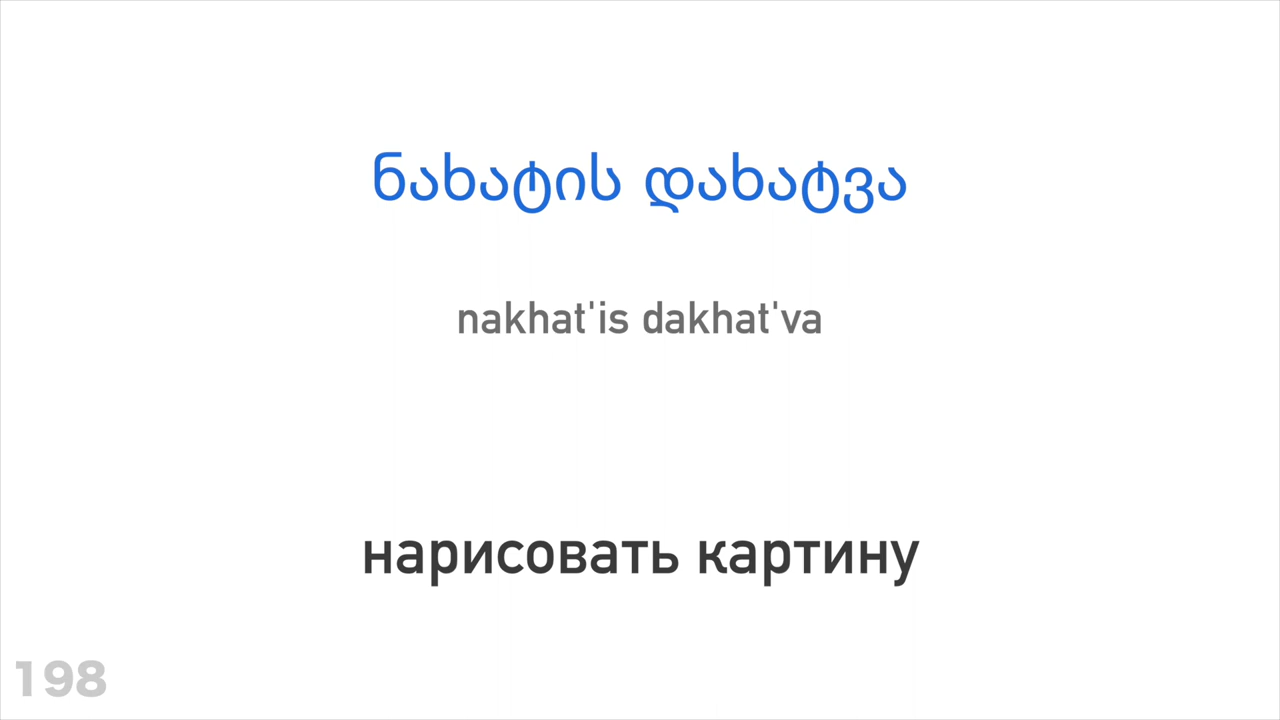 ნახატის დახატვა
nakhat'is dakhat'va
нарисовать картину
198